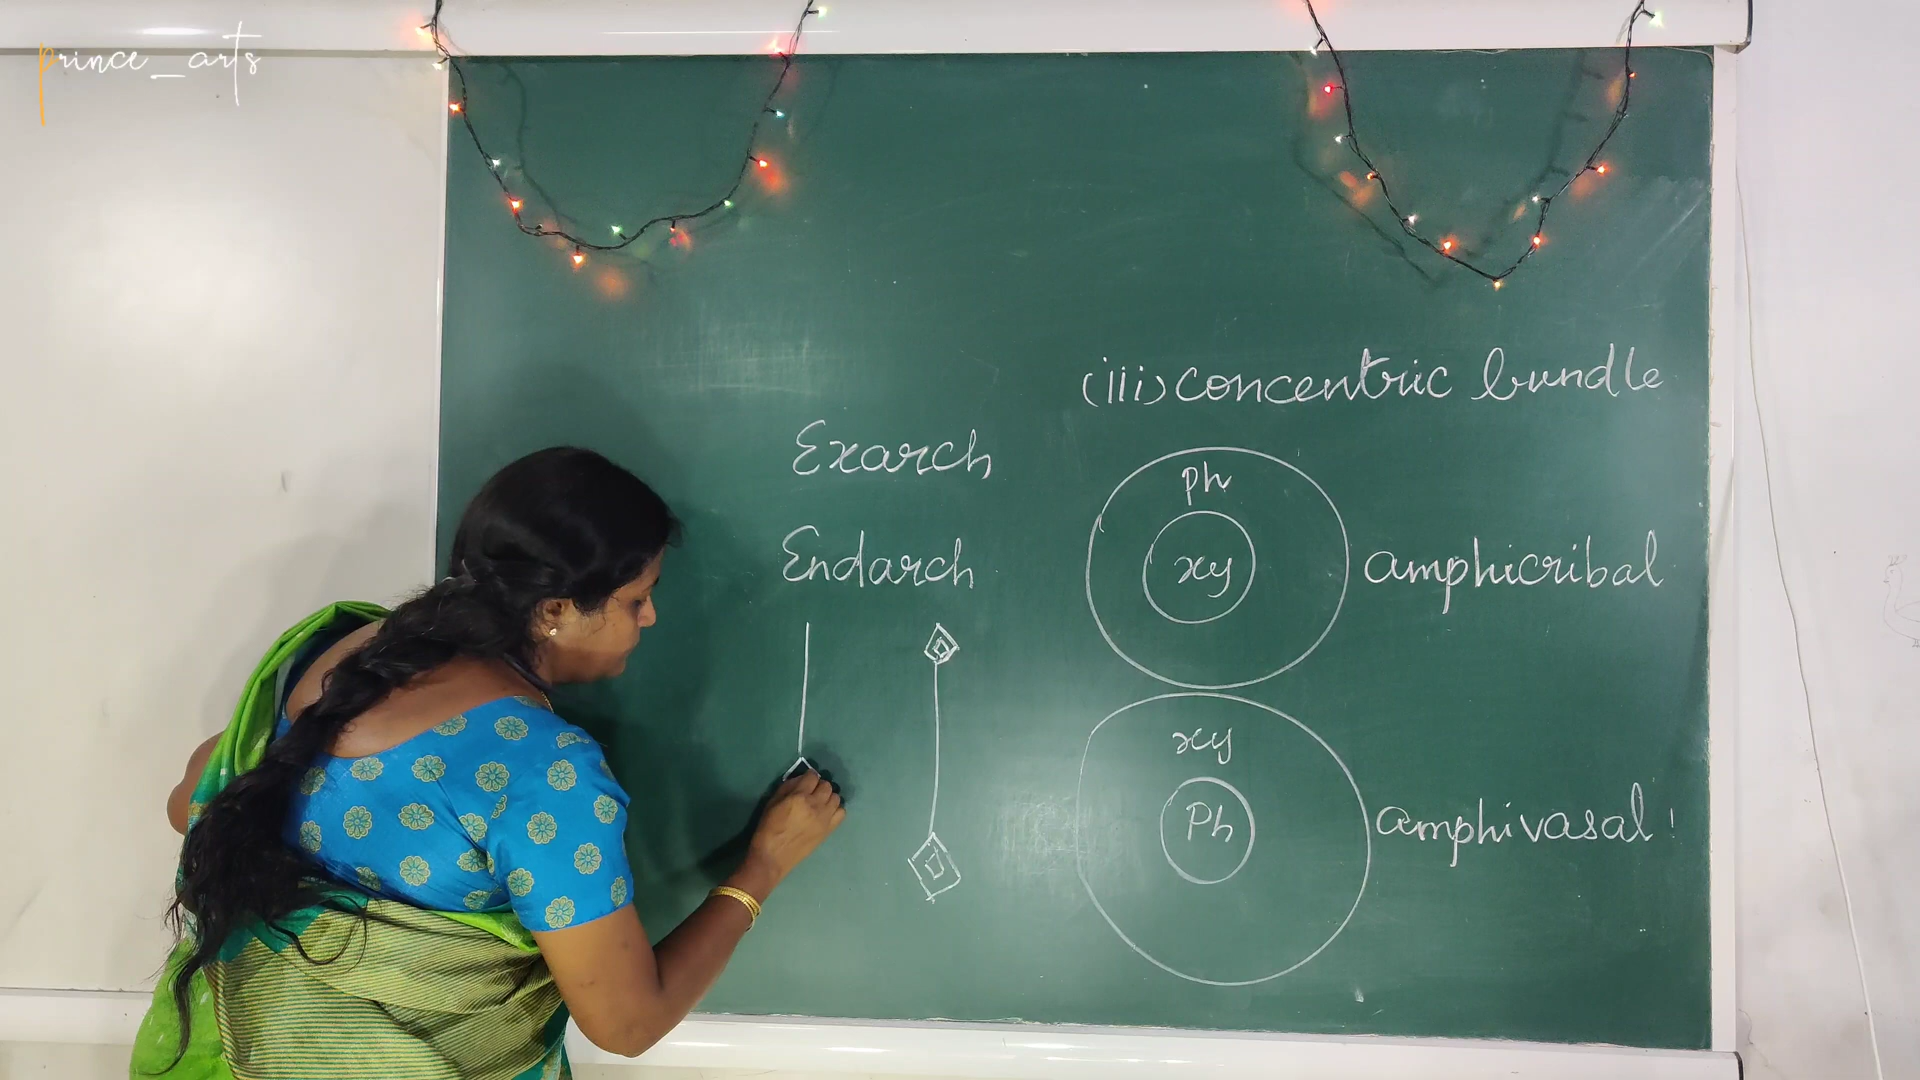 prince_arts
(iii) concentric bundle
Exarch
Endarch
ph
xy
amphicribal
xy
Ph
amphivasal